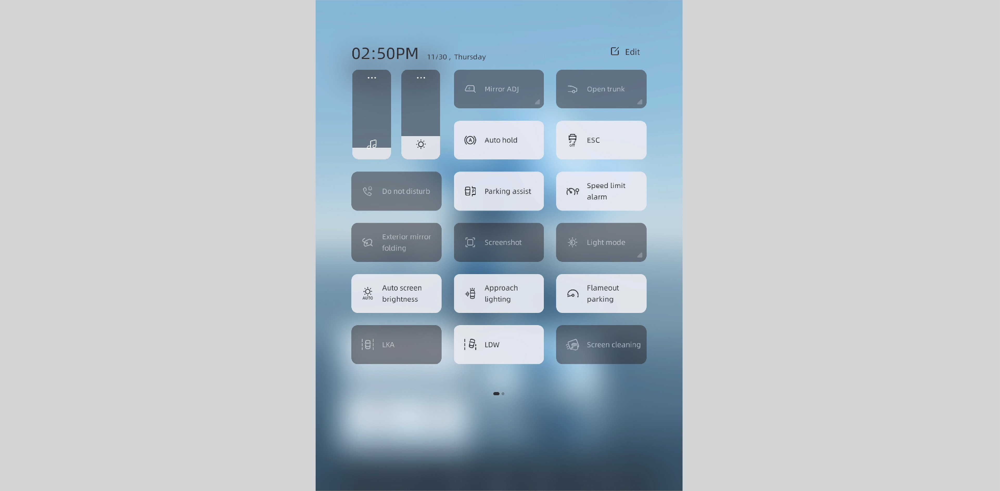 02:50PM 11/30 , Thursday
Edit
Mirror ADJ
Open trunk
Auto hold
off
ESC
Do not disturb
P
Parking assist
Speed limit
alarm
Exterior mirror
folding
Screenshot
Light mode
AUTO
Auto screen
brightness
Approach
lighting
Flameout
parking
LKA
LDW
Screen cleaning